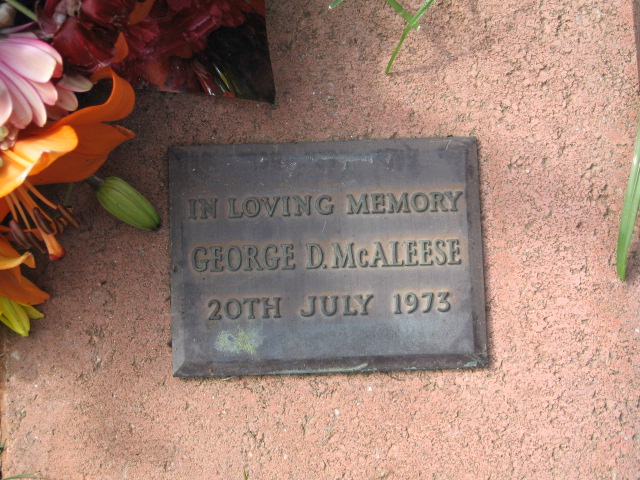 IN LOVING MEMORY
GEORGE D. McALEESE
20TH JULY 1973